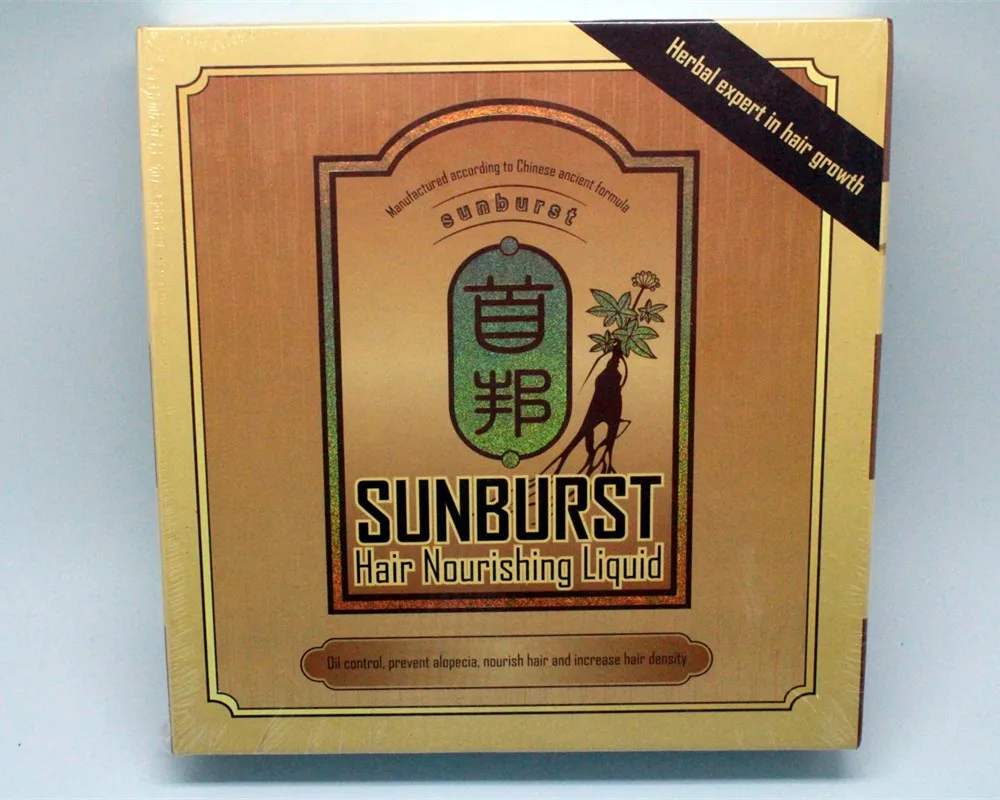 Herbal expert in hair growth
Manufactured according to Chinese ancient formula
sunburst
首
邦
SUNBURST
Hair Nourishing Liquid
Oil control, prevent alopecia, nourish hair and increase hair density